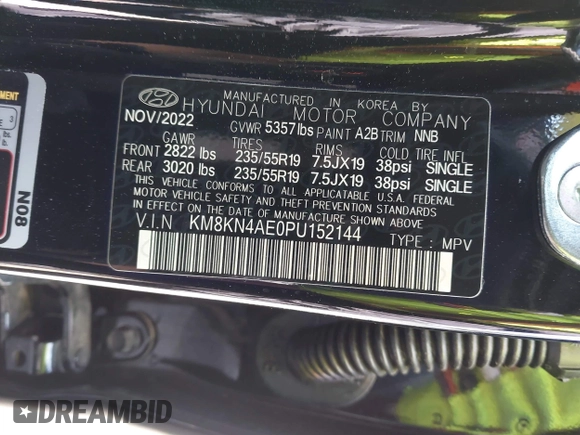 MANUFACTURED IN KOREA BY
HYUNDAI MOTOR COMPANY
NOV/2022 GVWR 5357 lbs PAINT A2B TRIM NNB
GAWR TIRES RIMS COLD TIRE INFL
FRONT 2822 lbs 235/55R19 7.5JX19 38psi SINGLE
REAR 3020 lbs 235/55R19 7.5JX19 38psi SINGLE
THIS VEHICLE CONFORMS TO ALL APPLICABLE U.S.A. FEDERAL
MOTOR VEHICLE SAFETY AND THEFT PREVENTION STANDARDS
IN EFFECT ON THE DATE OF MANUFACTURE SHOWN ABOVE.
V.I.N KM8KN4AE0PU152144 TYPE : MPV
N08
DREAMBID